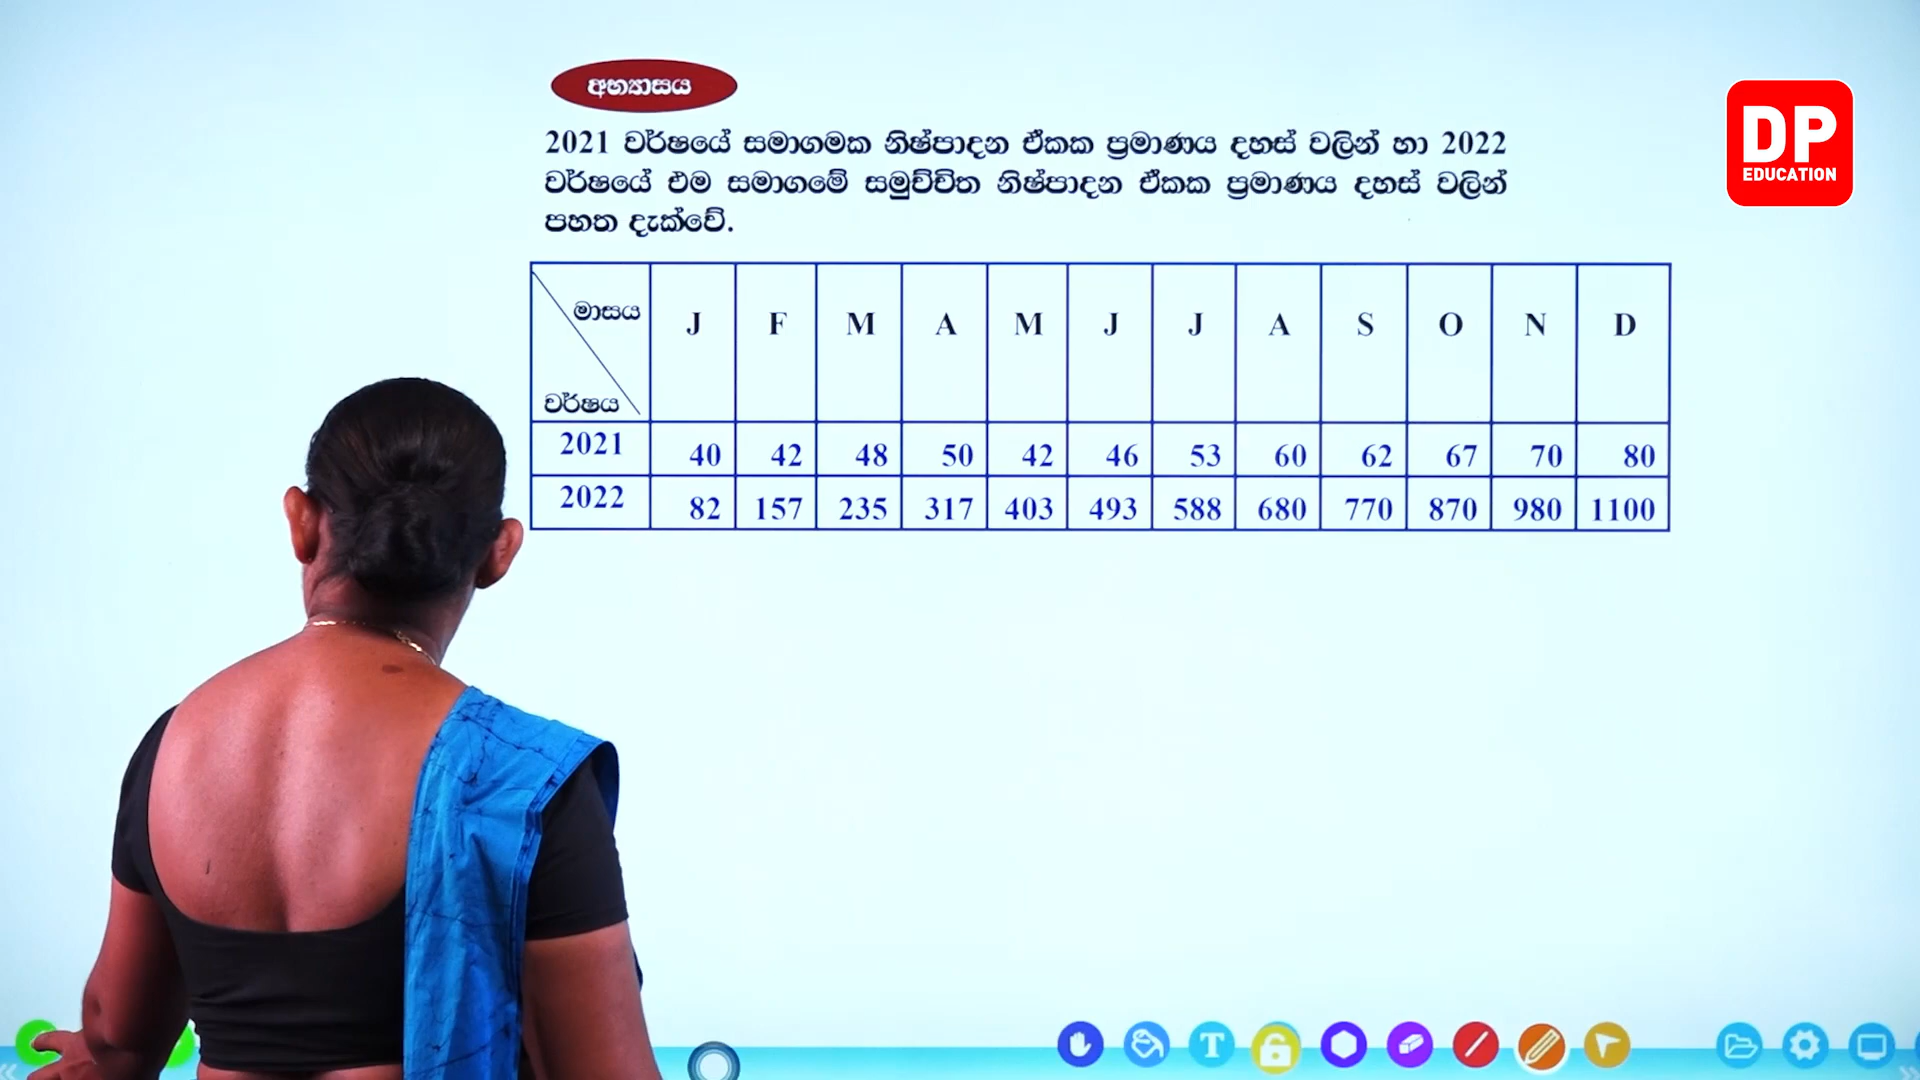 අභ්‍යාසය
2021 වර්ෂයේ සමාගමක නිෂ්පාදන ඒකක ප්‍රමාණය දහස් වලින් හා 2022
වර්ෂයේ එම සමාගමේ සමුච්චිත නිෂ්පාදන ඒකක ප්‍රමාණය දහස් වලින්
පහත දැක්වේ.
DP
EDUCATION
මාසය J F M A M J J A S O N D
වර්ෂය
2021 40 42 48 50 42 46 53 60 62 67 70 80
2022 82 157 235 317 403 493 588 680 770 870 980 1100
T